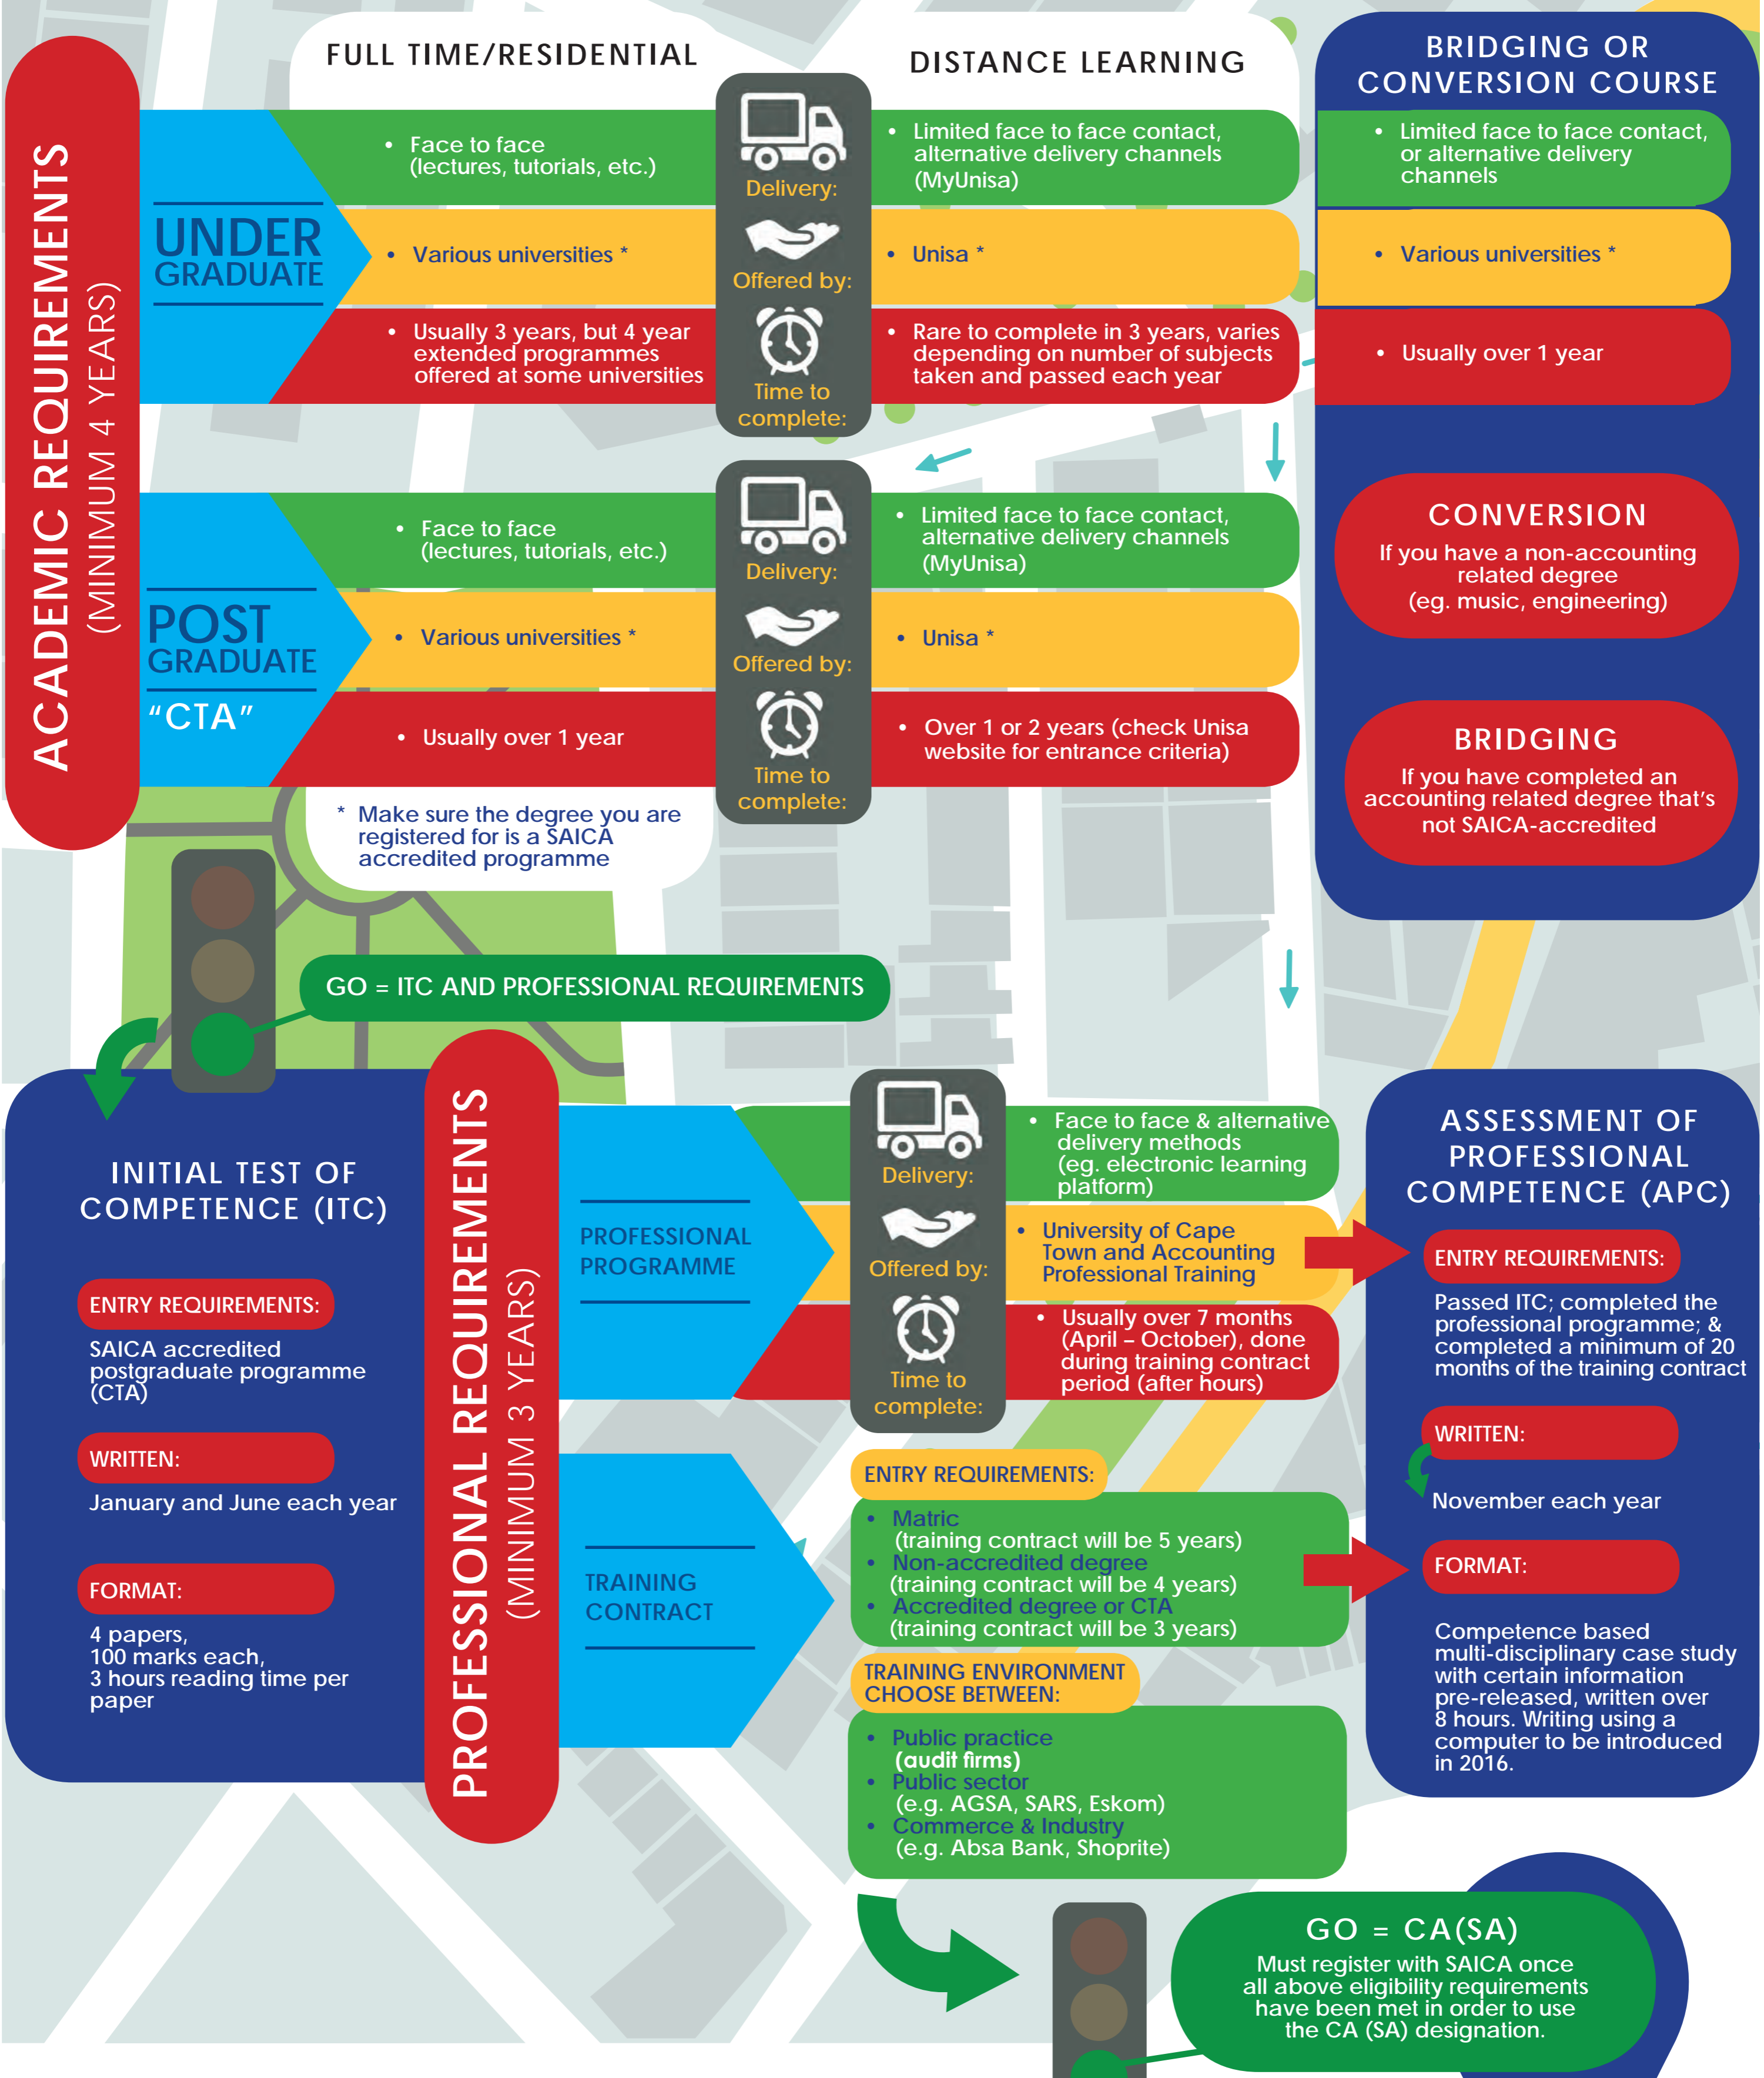 FULL TIME/RESIDENTIAL
DISTANCE LEARNING
BRIDGING OR
CONVERSION COURSE
ACADEMIC REQUIREMENTS
(MINIMUM 4 YEARS)
UNDER
GRADUATE
• Face to face
(lectures, tutorials, etc.)
Delivery:
• Limited face to face contact,
alternative delivery channels
(MyUnisa)
• Limited face to face contact,
or alternative delivery
channels
• Various universities *
Offered by:
• Unisa *
• Various universities *
• Usually 3 years, but 4 year
extended programmes
offered at some universities
Time to
complete:
• Rare to complete in 3 years, varies
depending on number of subjects
taken and passed each year
• Usually over 1 year
POST
GRADUATE
"CTA"
• Face to face
(lectures, tutorials, etc.)
Delivery:
• Limited face to face contact,
alternative delivery channels
(MyUnisa)
• Various universities *
Offered by:
• Unisa *
• Usually over 1 year
Time to
complete:
• Over 1 or 2 years (check Unisa
website for entrance criteria)
* Make sure the degree you are
registered for is a SAICA
accredited programme
CONVERSION
If you have a non-accounting
related degree
(eg. music, engineering)
BRIDGING
If you have completed an
accounting related degree that's
not SAICA-accredited
GO = ITC AND PROFESSIONAL REQUIREMENTS
INITIAL TEST OF
COMPETENCE (ITC)
ENTRY REQUIREMENTS:
SAICA accredited
postgraduate programme
(CTA)
WRITTEN:
January and June each year
FORMAT:
4 papers,
100 marks each,
3 hours reading time per
paper
PROFESSIONAL REQUIREMENTS
(MINIMUM 3 YEARS)
PROFESSIONAL
PROGRAMME
Delivery:
• Face to face & alternative
delivery methods
(eg. electronic learning
platform)
Offered by:
• University of Cape
Town and Accounting
Professional Training
Time to
complete:
• Usually over 7 months
(April – October), done
during training contract
period (after hours)
TRAINING
CONTRACT
ENTRY REQUIREMENTS:
• Matric
(training contract will be 5 years)
• Non-accredited degree
(training contract will be 4 years)
• Accredited degree or CTA
(training contract will be 3 years)
TRAINING ENVIRONMENT
CHOOSE BETWEEN:
• Public practice
(audit firms)
• Public sector
(e.g. AGSA, SARS, Eskom)
• Commerce & Industry
(e.g. Absa Bank, Shoprite)
ASSESSMENT OF
PROFESSIONAL
COMPETENCE (APC)
ENTRY REQUIREMENTS:
Passed ITC; completed the
professional programme; &
completed a minimum of 20
months of the training contract
WRITTEN:
November each year
FORMAT:
Competence based
multi-disciplinary case study
with certain information
pre-released, written over
8 hours. Writing using a
computer to be introduced
in 2016.
GO = CA(SA)
Must register with SAICA once
all above eligibility requirements
have been met in order to use
the CA (SA) designation.